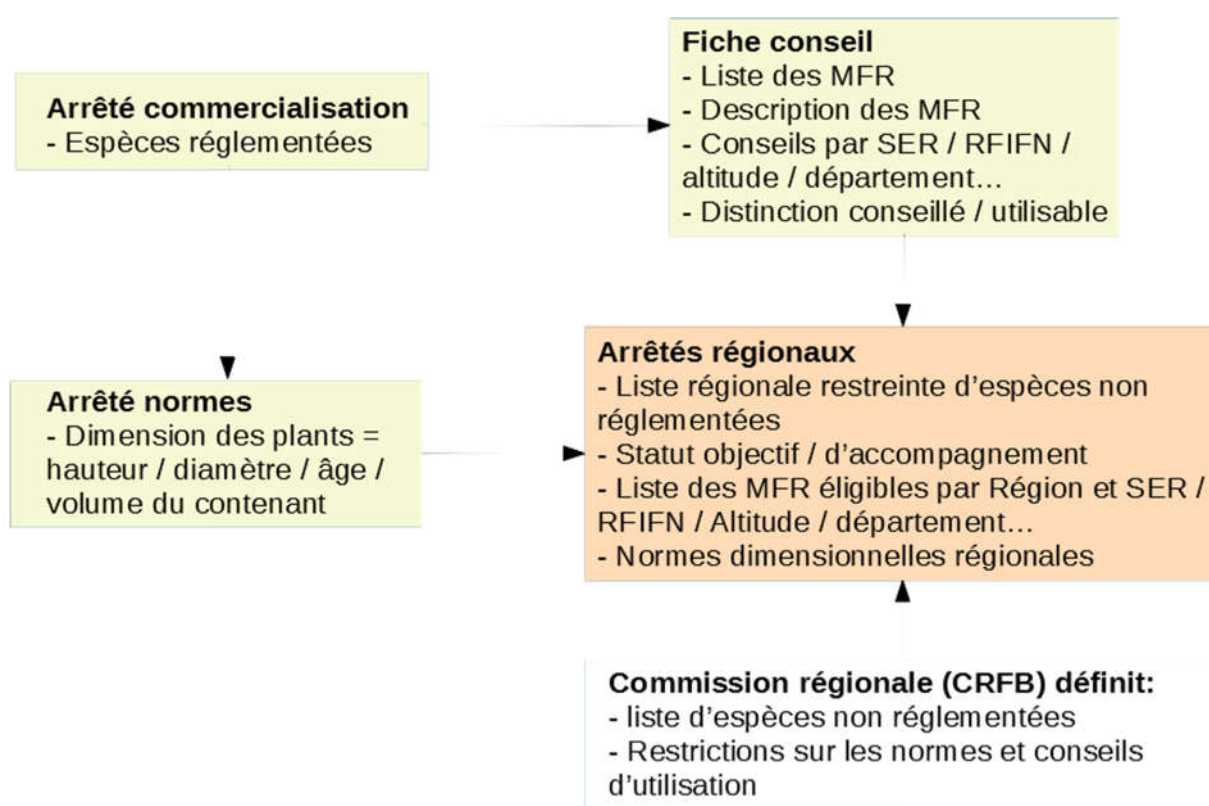 Arrêté commercialisation
- Espèces réglementées
Fiche conseil
- Liste des MFR
- Description des MFR
- Conseils par SER / RFIFN /
altitude / département…
- Distinction conseillé / utilisable
Arrêté normes
- Dimension des plants =
hauteur / diamètre / âge /
volume du contenant
Arrêtés régionaux
- Liste régionale restreinte d’espèces non
réglementées
- Statut objectif / d’accompagnement
- Liste des MFR éligibles par Région et SER /
RFIFN / Altitude / département…
- Normes dimensionnelles régionales
Commission régionale (CRFB) définit:
- liste d’espèces non réglementées
- Restrictions sur les normes et conseils
d’utilisation